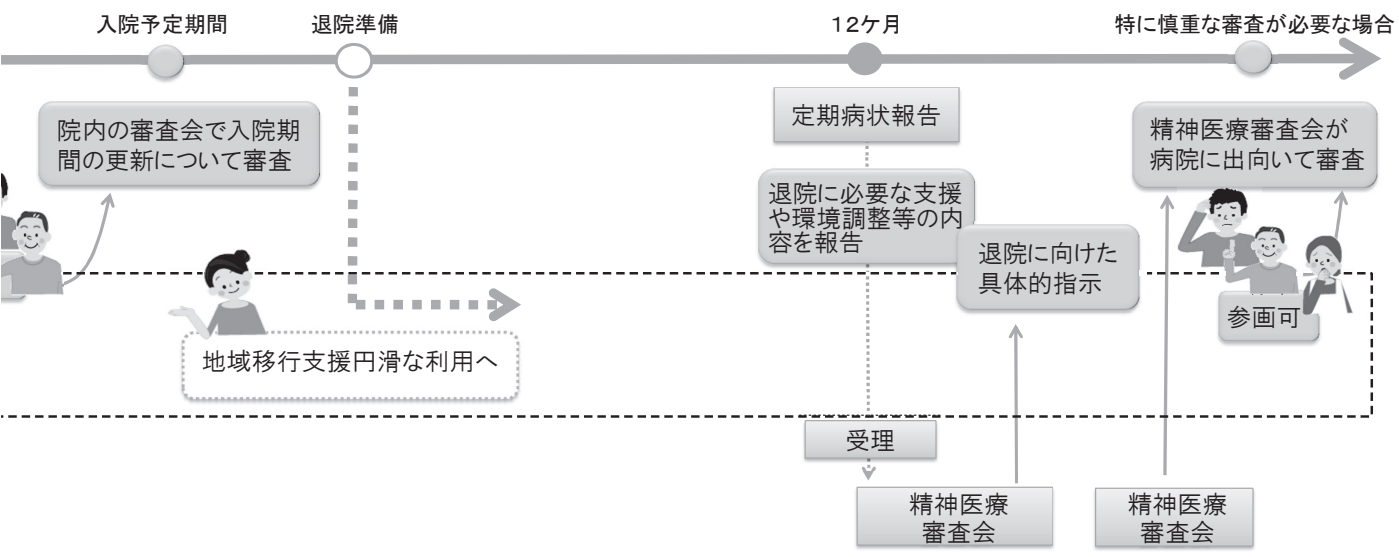 入院予定期間
退院準備
12ケ月
特に慎重な審査が必要な場合
院内の審査会で入院期
間の更新について審査
定期病状報告
精神医療審査会が
病院に出向いて審査
退院に必要な支援
や環境調整等の内
容を報告
退院に向けた
具体的指示
参画可
地域移行支援円滑な利用へ
受理
精神医療
審査会
精神医療
審査会